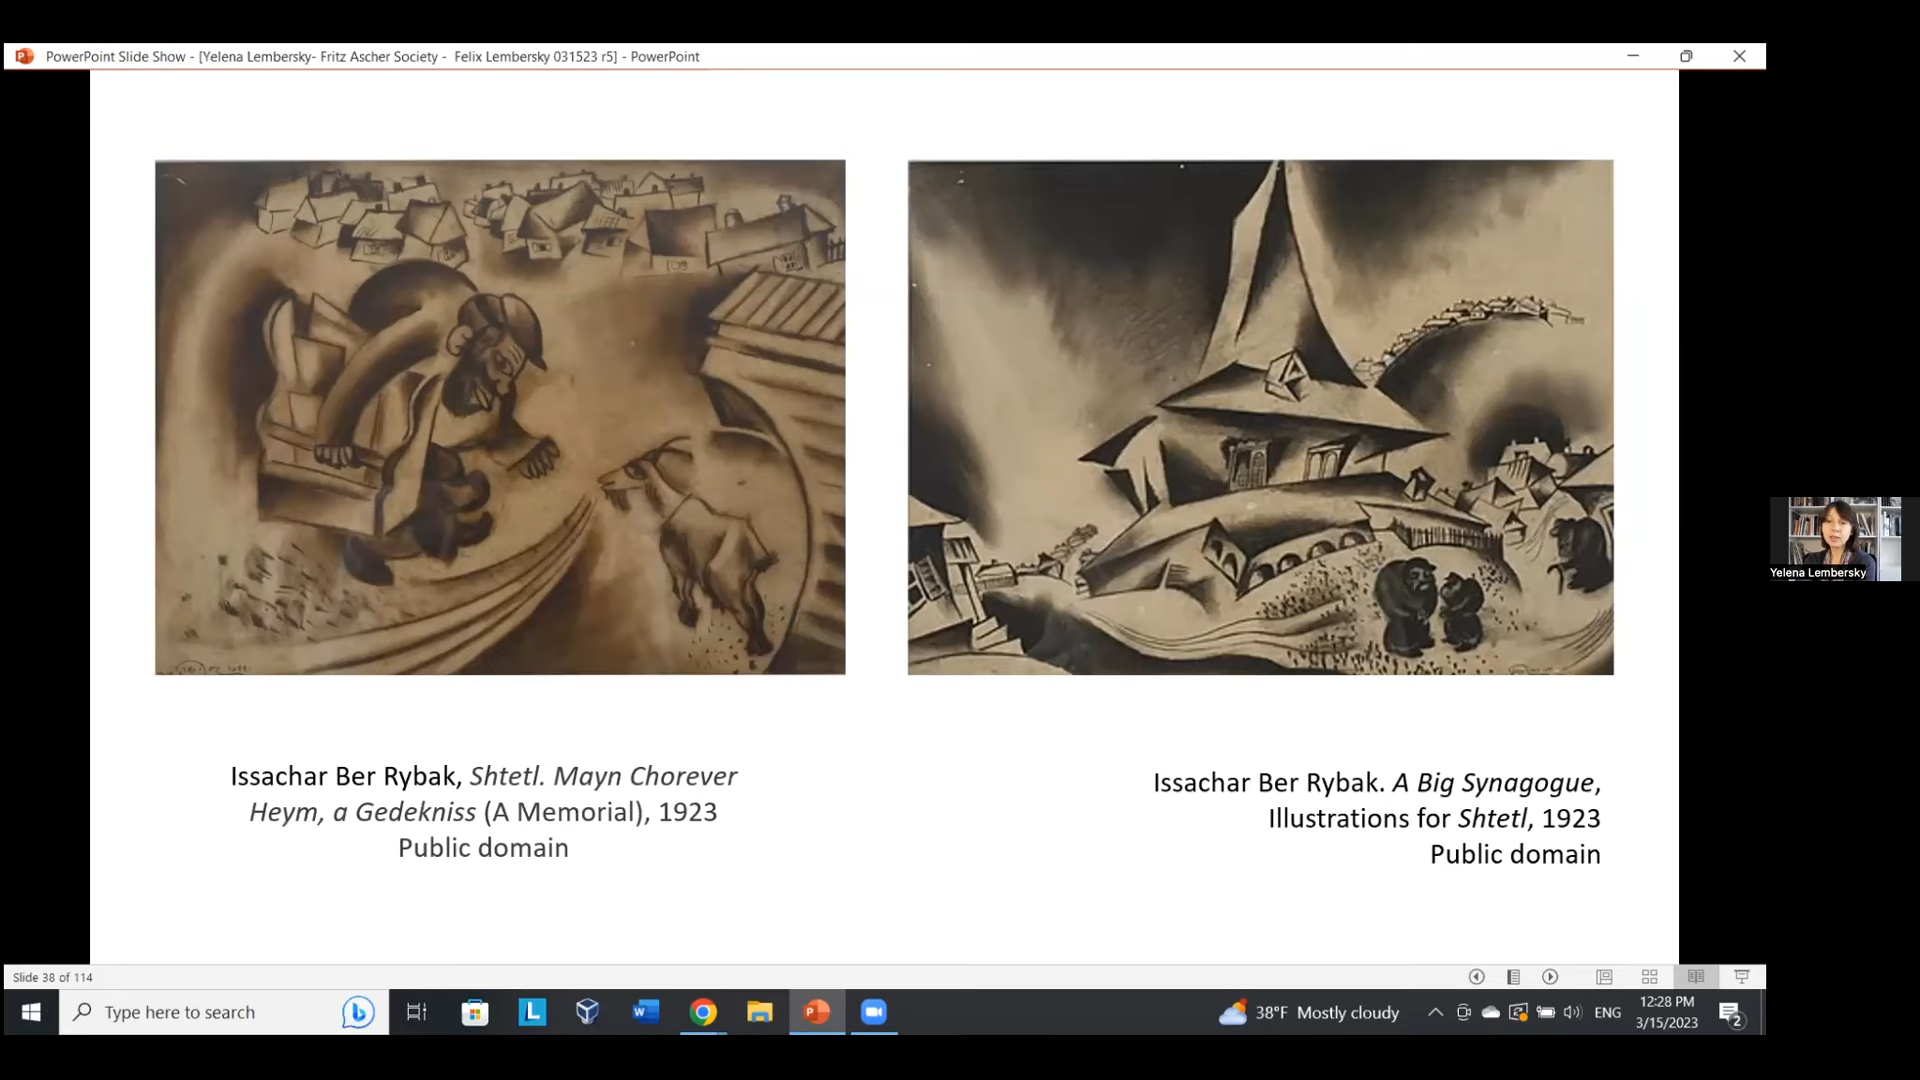 PowerPoint Slide Show - [Yelena Lembersky- Fritz Ascher Society - Felix Lembersky 031523 r5] - PowerPoint
Issachar Ber Rybak, Shtetl. Mayn Chorever
Heym, a Gedekniss (A Memorial), 1923
Public domain
Issachar Ber Rybak. A Big Synagogue,
Illustrations for Shtetl, 1923
Public domain
Yelena Lembersky
Slide 38 of 114
Type here to search
38°F Mostly cloudy
ENG
12:28 PM
3/15/2023
2